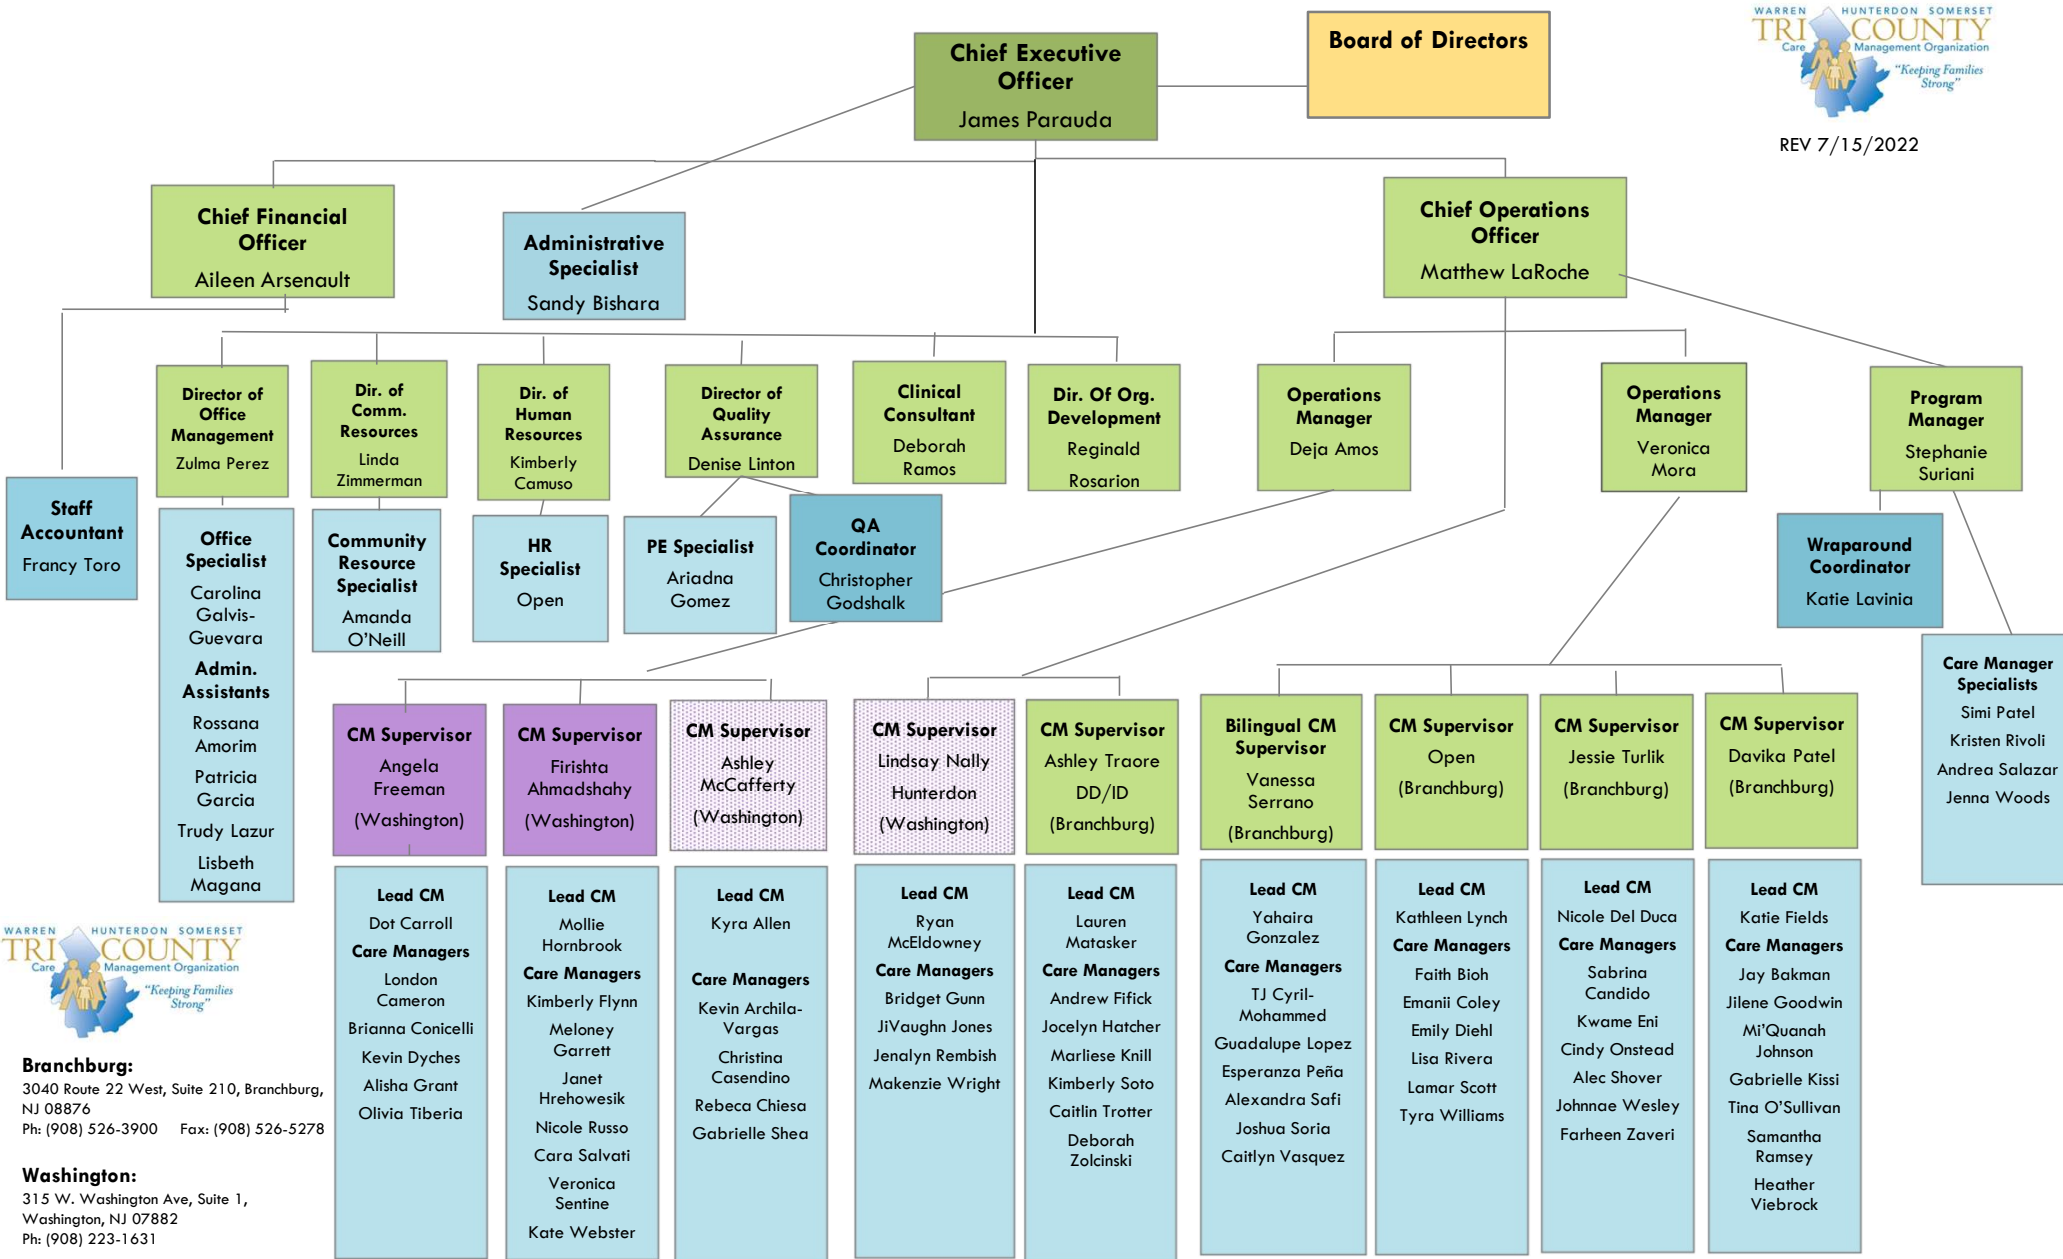 WARREN HUNTERDON SOMERSET
TRI COUNTY
Care Management Organization
"Keeping Families
Strong"
REV 7/15/2022
Board of Directors
Chief Executive
Officer
James Parauda
Chief Financial
Officer
Aileen Arsenault
Administrative
Specialist
Sandy Bishara
Chief Operations
Officer
Matthew LaRoche
Staff
Accountant
Francy Toro
Director of
Office
Management
Zulma Perez
Dir. of
Comm.
Resources
Linda
Zimmerman
Dir. of
Human
Resources
Kimberly
Camuso
Director of
Quality
Assurance
Denise Linton
Clinical
Consultant
Deborah
Ramos
Dir. Of Org.
Development
Reginald
Rosarion
Operations
Manager
Deja Amos
Operations
Manager
Veronica
Mora
Program
Manager
Stephanie
Suriani
Office
Specialist
Carolina
Galvis-
Guevara
Admin.
Assistants
Rossana
Amorim
Patricia
Garcia
Trudy Lazur
Lisbeth
Magana
Community
Resource
Specialist
Amanda
O'Neill
HR
Specialist
Open
PE Specialist
Ariadna
Gomez
QA
Coordinator
Christopher
Godshalk
Wraparound
Coordinator
Katie Lavinia
Care Manager
Specialists
Simi Patel
Kristen Rivoli
Andrea Salazar
Jenna Woods
CM Supervisor
Angela
Freeman
(Washington)
CM Supervisor
Firishta
Ahmadshahy
(Washington)
CM Supervisor
Ashley
McCafferty
(Washington)
CM Supervisor
Lindsay Nally
Hunterdon
(Washington)
CM Supervisor
Ashley Traore
DD/ID
(Branchburg)
Bilingual CM
Supervisor
Vanessa
Serrano
(Branchburg)
CM Supervisor
Open
(Branchburg)
CM Supervisor
Jessie Turlik
(Branchburg)
CM Supervisor
Davika Patel
(Branchburg)
Lead CM
Dot Carroll
Care Managers
London
Cameron
Brianna Conicelli
Kevin Dyches
Alisha Grant
Olivia Tiberia
Lead CM
Mollie
Hornbrook
Care Managers
Kimberly Flynn
Meloney
Garrett
Janet
Hrehowesik
Nicole Russo
Cara Salvati
Veronica
Sentine
Kate Webster
Lead CM
Kyra Allen
Care Managers
Kevin Archila-
Vargas
Christina
Casendino
Rebeca Chiesa
Gabrielle Shea
Lead CM
Ryan
McEldowney
Care Managers
Bridget Gunn
JiVaughn Jones
Jenalyn Rembish
Makenzie Wright
Lead CM
Lauren
Matasker
Care Managers
Andrew Fifick
Jocelyn Hatcher
Marliese Knill
Kimberly Soto
Caitlin Trotter
Deborah
Zolcinski
Lead CM
Yahaira
Gonzalez
Care Managers
TJ Cyril-
Mohammed
Guadalupe Lopez
Esperanza Peña
Alexandra Safi
Joshua Soria
Caitlyn Vasquez
Lead CM
Kathleen Lynch
Care Managers
Faith Bioh
Emanii Coley
Emily Diehl
Lisa Rivera
Lamar Scott
Tyra Williams
Lead CM
Nicole Del Duca
Care Managers
Sabrina
Candido
Kwame Eni
Cindy Onstead
Alec Shover
Johnnae Wesley
Farheen Zaveri
Lead CM
Katie Fields
Care Managers
Jay Bakman
Jilene Goodwin
Mi'Quanah
Johnson
Gabrielle Kissi
Tina O'Sullivan
Samantha
Ramsey
Heather
Viebrock
WARREN HUNTERDON SOMERSET
TRI COUNTY
Care Management Organization
"Keeping Families
Strong"
Branchburg:
3040 Route 22 West, Suite 210, Branchburg,
NJ 08876
Ph: (908) 526-3900 Fax: (908) 526-5278
Washington:
315 W. Washington Ave, Suite 1,
Washington, NJ 07882
Ph: (908) 223-1631